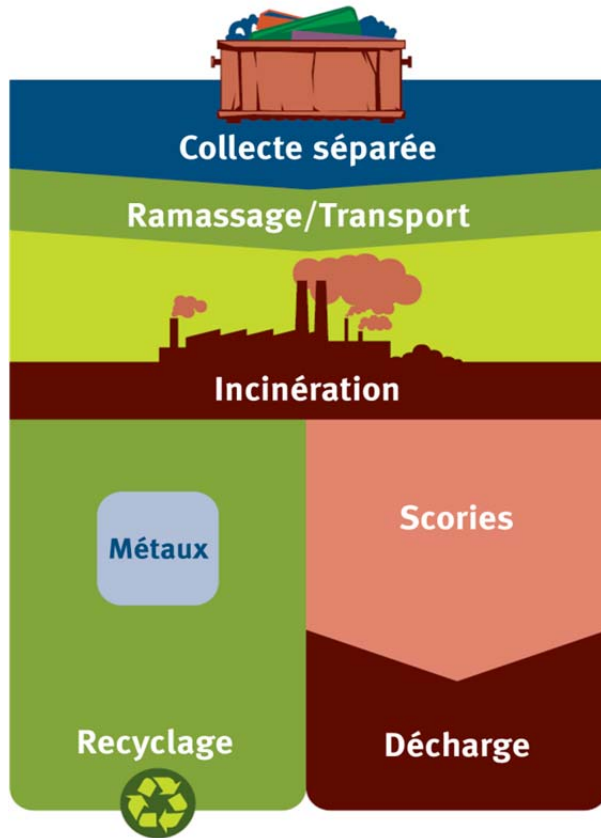 Collecte séparée
Ramassage/Transport
Incinération
Métaux
Scories
Recyclage
Décharge